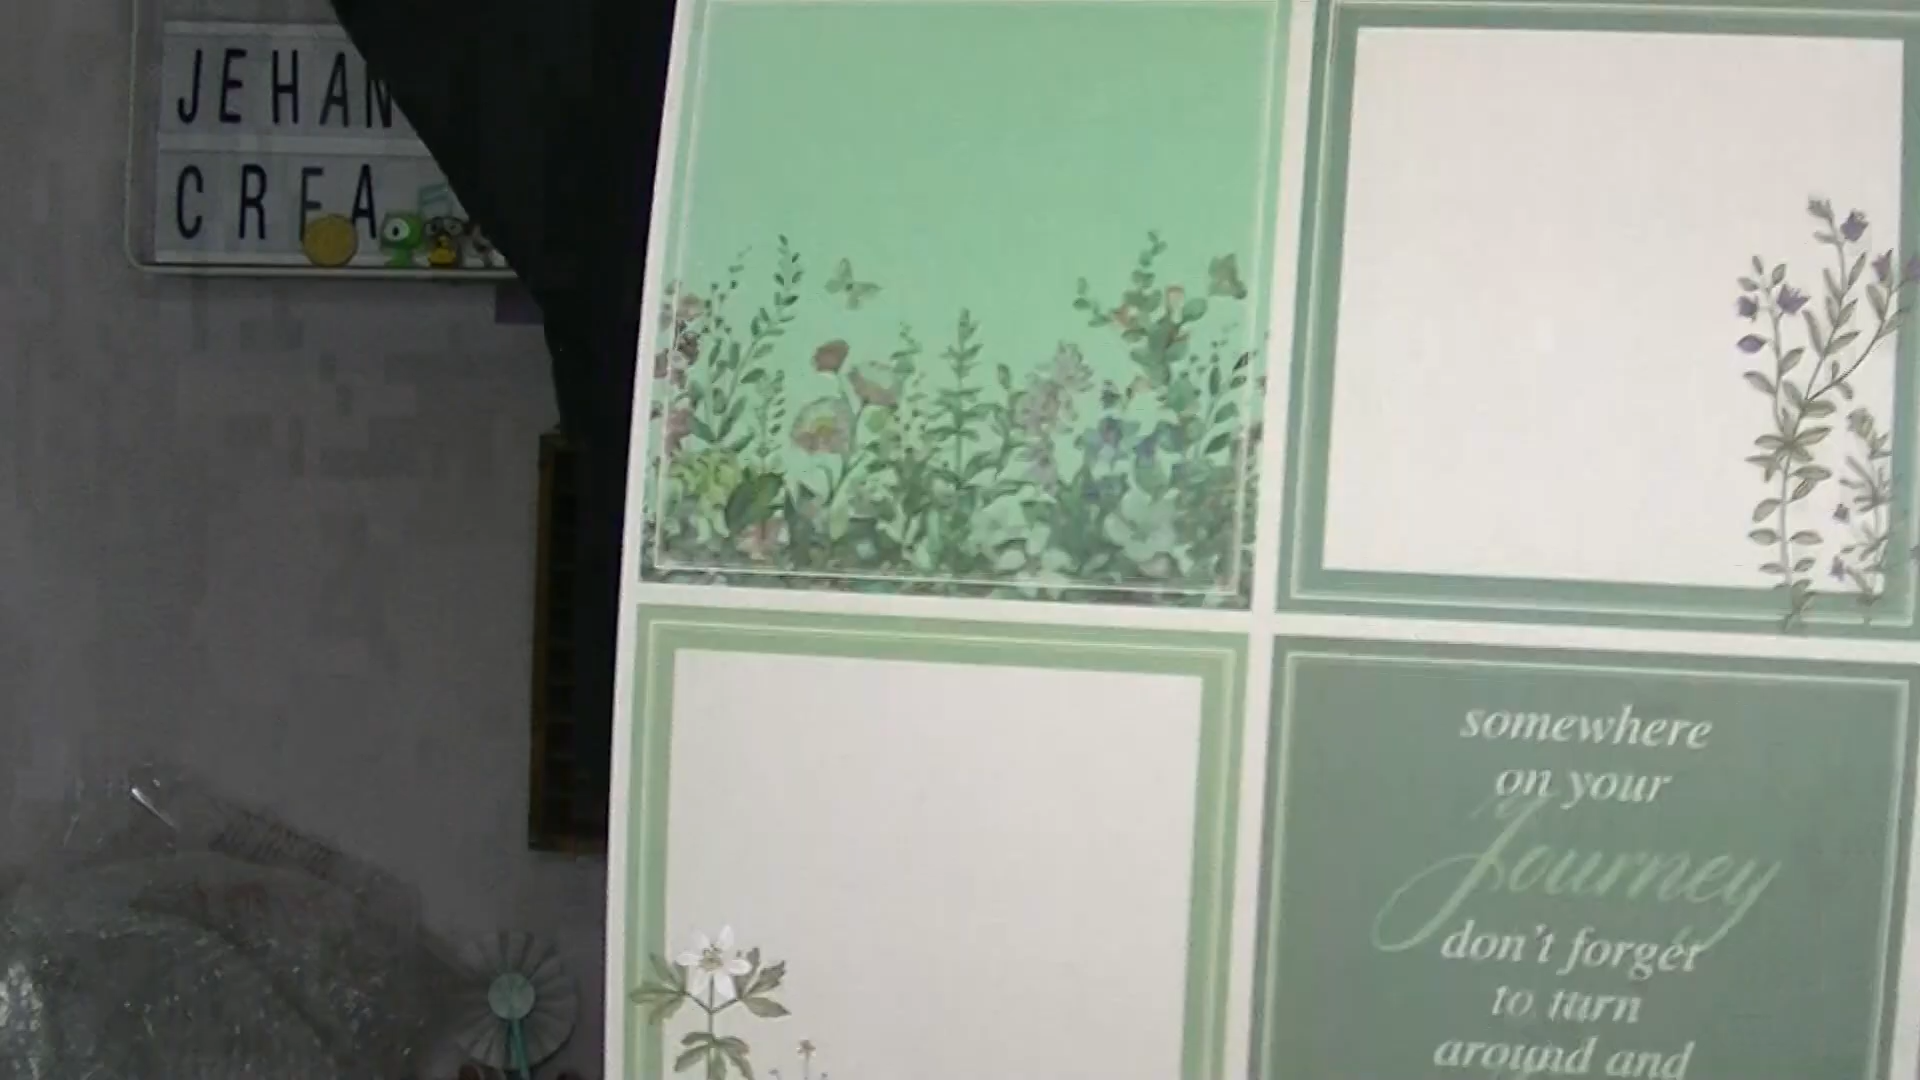 JEHAN
CREA
somewhere
on your
Journey
don't forget
to turn
around and